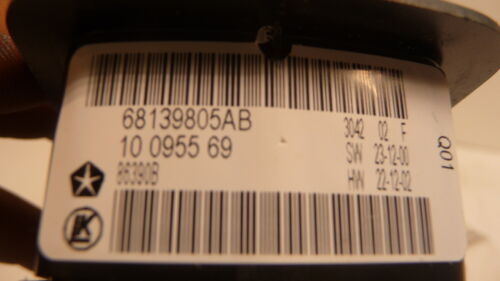 68139805AB
10 0955 69
86390B
3042 02 F
SW 23-12-00
HW 22-12-02
Q01